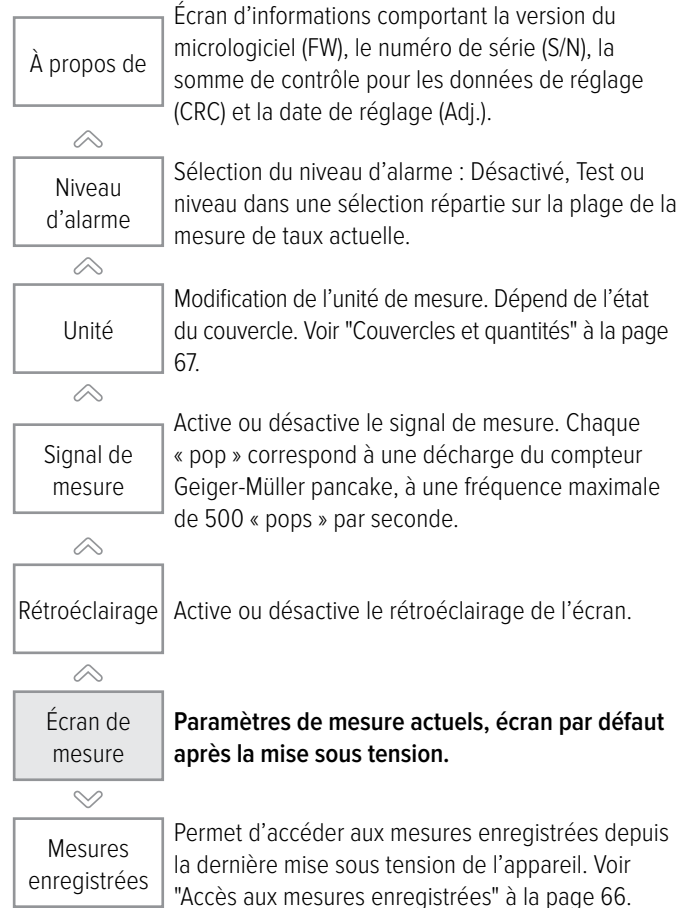 À propos de
Écran d’informations comportant la version du
micrologiciel (FW), le numéro de série (S/N), la
somme de contrôle pour les données de réglage
(CRC) et la date de réglage (Adj.).
Niveau
d’alarme
Sélection du niveau d’alarme : Désactivé, Test ou
niveau dans une sélection répartie sur la plage de la
mesure de taux actuelle.
Unité
Modification de l’unité de mesure. Dépend de l’état
du couvercle. Voir "Couvercles et quantités" à la page
67.
Signal de
mesure
Active ou désactive le signal de mesure. Chaque
« pop » correspond à une décharge du compteur
Geiger-Müller pancake, à une fréquence maximale
de 500 « pops » par seconde.
Rétroéclairage
Active ou désactive le rétroéclairage de l’écran.
Écran de
mesure
Paramètres de mesure actuels, écran par défaut
après la mise sous tension.
Mesures
enregistrées
Permet d’accéder aux mesures enregistrées depuis
la dernière mise sous tension de l’appareil. Voir
"Accès aux mesures enregistrées" à la page 66.